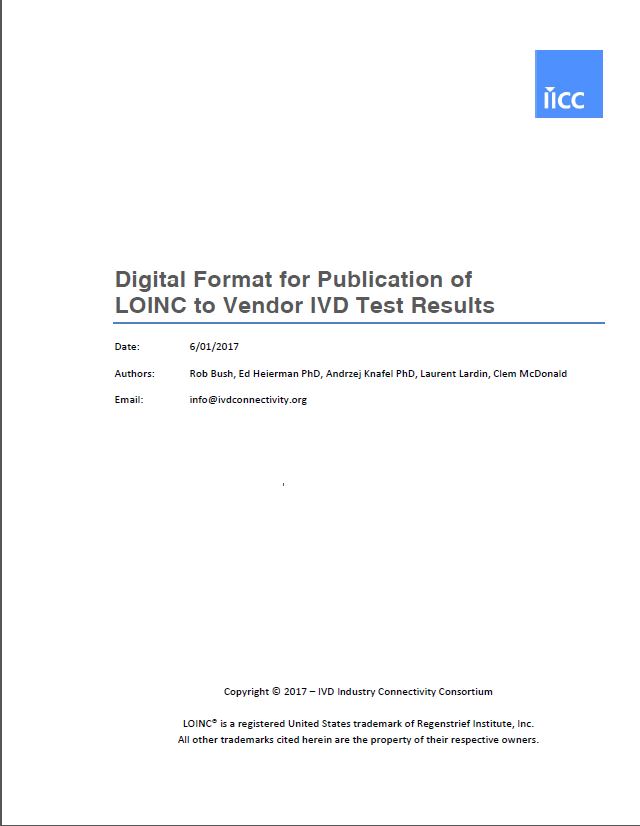 IICC
Digital Format for Publication of
LOINC to Vendor IVD Test Results
Date: 6/01/2017
Authors: Rob Bush, Ed Heierman PhD, Andrzej Knafel PhD, Laurent Lardin, Clem McDonald
Email: info@ivdconnectivity.org
Copyright © 2017 – IVD Industry Connectivity Consortium
LOINC® is a registered United States trademark of Regenstrief Institute, Inc.
All other trademarks cited herein are the property of their respective owners.